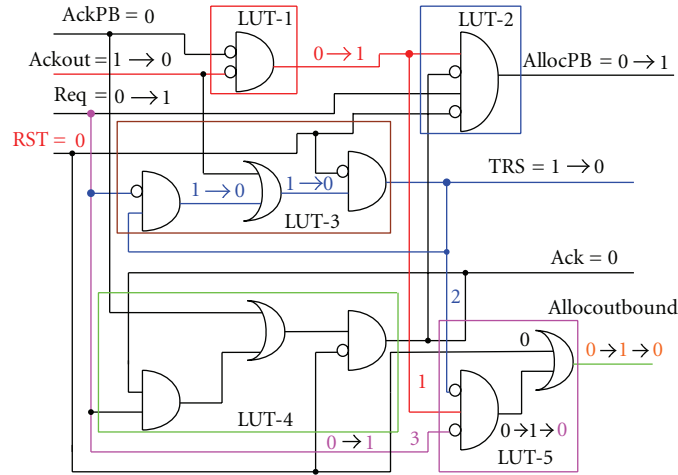 AckPB = 0
LUT-1
LUT-2
Ackout = 1 → 0
0 → 1
AllocPB = 0 → 1
Req = 0 → 1
RST = 0
TRS = 1 → 0
1 → 0
1 → 0
LUT-3
Ack = 0
2
Allocoutbound
0
0 → 1 → 0
1
LUT-4
0 → 1
3
0 → 1 → 0
LUT-5